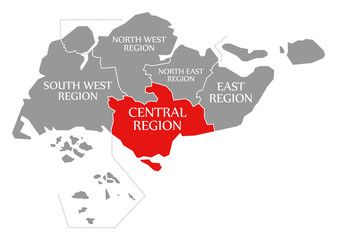 NORTH WEST
REGION
NORTH EAST
REGION
SOUTH WEST
REGION
EAST
REGION
CENTRAL
REGION